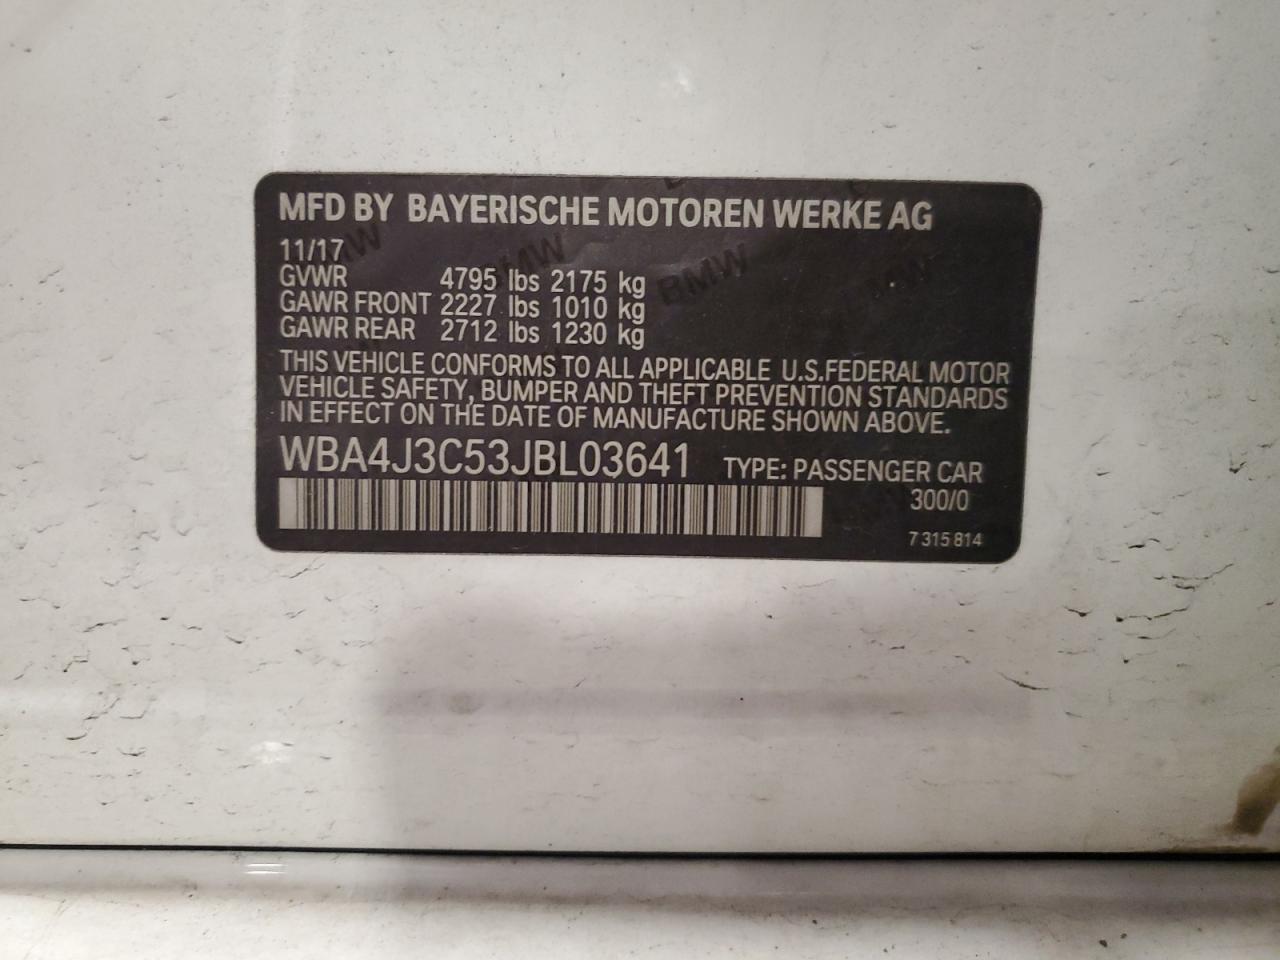 MFD BY BAYERISCHE MOTOREN WERKE AG
11/17
GVWR 4795 lbs 2175 kg
GAWR FRONT 2227 lbs 1010 kg
GAWR REAR 2712 lbs 1230 kg
THIS VEHICLE CONFORMS TO ALL APPLICABLE U.S.FEDERAL MOTOR
VEHICLE SAFETY, BUMPER AND THEFT PREVENTION STANDARDS
IN EFFECT ON THE DATE OF MANUFACTURE SHOWN ABOVE.
WBA4J3C53JBL03641 TYPE: PASSENGER CAR
300/0
7 315 814